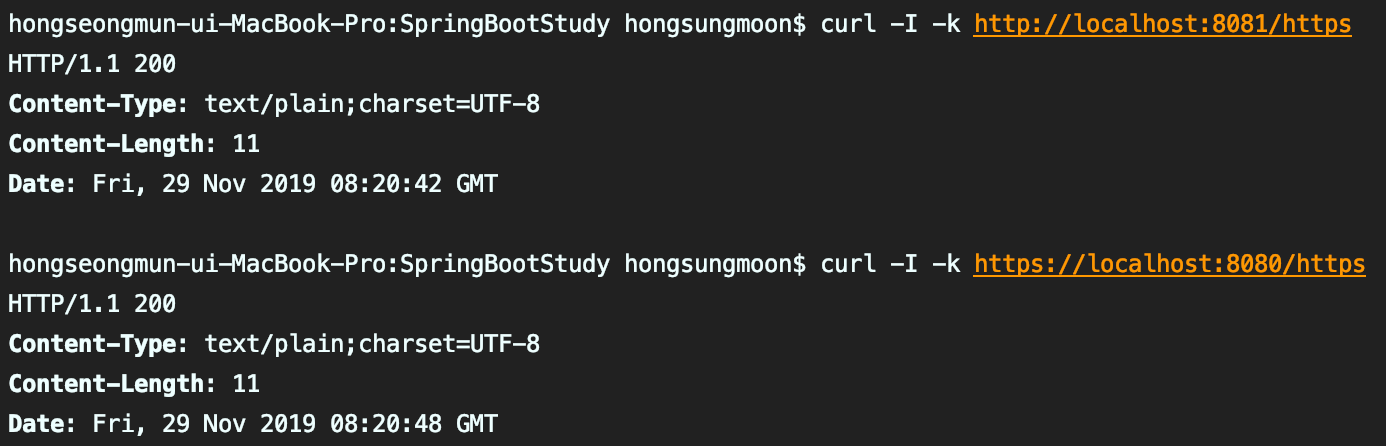 hongseongmun-ui-MacBook-Pro:SpringBootStudy hongsungmoon$ curl -I -k http://localhost:8081/https
HTTP/1.1 200
Content-Type: text/plain;charset=UTF-8
Content-Length: 11
Date: Fri, 29 Nov 2019 08:20:42 GMT
hongseongmun-ui-MacBook-Pro:SpringBootStudy hongsungmoon$ curl -I -k https://localhost:8080/https
HTTP/1.1 200
Content-Type: text/plain;charset=UTF-8
Content-Length: 11
Date: Fri, 29 Nov 2019 08:20:48 GMT